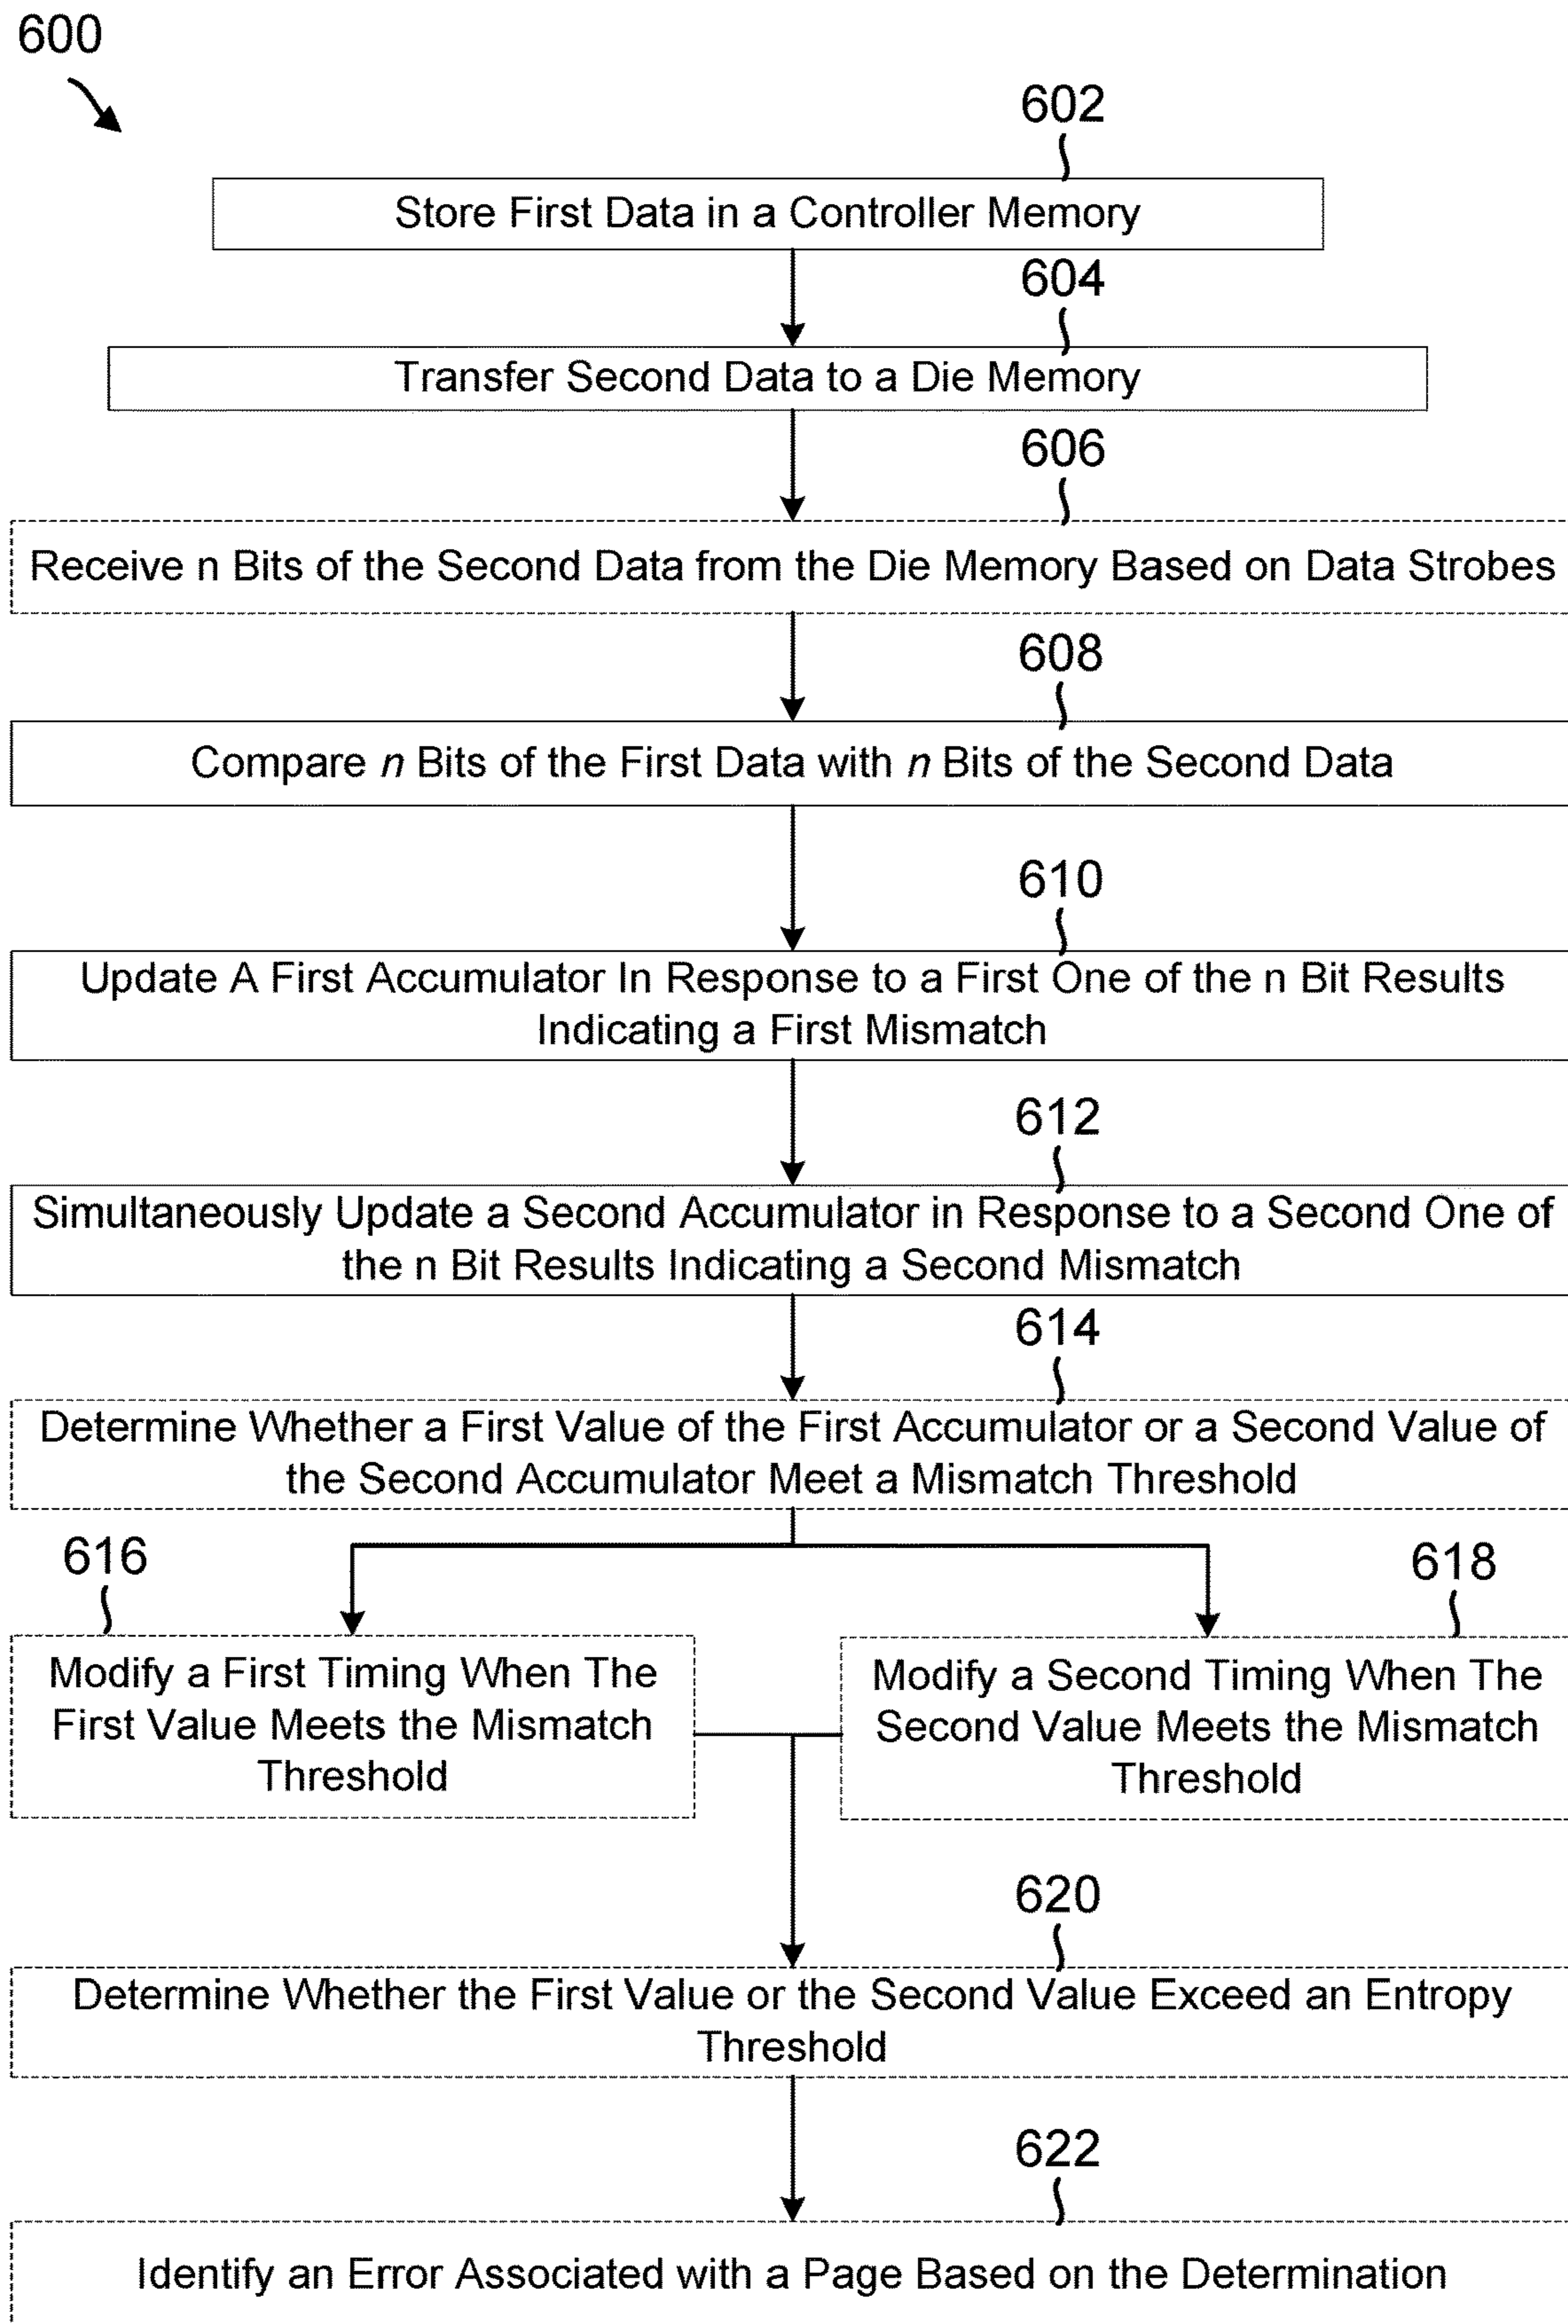 600
602
Store First Data in a Controller Memory
604
Transfer Second Data to a Die Memory
606
Receive n Bits of the Second Data from the Die Memory Based on Data Strobes
608
Compare n Bits of the First Data with n Bits of the Second Data
610
Update A First Accumulator In Response to a First One of the n Bit Results
Indicating a First Mismatch
612
Simultaneously Update a Second Accumulator in Response to a Second One of
the n Bit Results Indicating a Second Mismatch
614
Determine Whether a First Value of the First Accumulator or a Second Value of
the Second Accumulator Meet a Mismatch Threshold
616
Modify a First Timing When The
First Value Meets the Mismatch
Threshold
618
Modify a Second Timing When The
Second Value Meets the Mismatch
Threshold
620
Determine Whether the First Value or the Second Value Exceed an Entropy
Threshold
622
Identify an Error Associated with a Page Based on the Determination